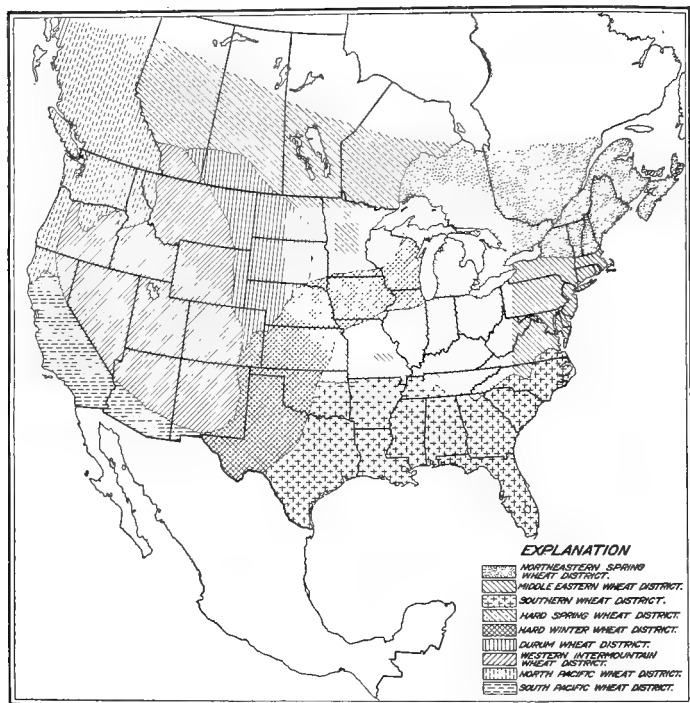 EXPLANATION
NORTHEASTERN SPRING
WHEAT DISTRICT.
MIDDLE EASTERN WHEAT DISTRICT.
SOUTHERN WHEAT DISTRICT.
HARD SPRING WHEAT DISTRICT.
HARD WINTER WHEAT DISTRICT.
DURUM WHEAT DISTRICT.
WESTERN INTERMOUNTAIN
WHEAT DISTRICT.
NORTH PACIFIC WHEAT DISTRICT.
SOUTH PACIFIC WHEAT DISTRICT.